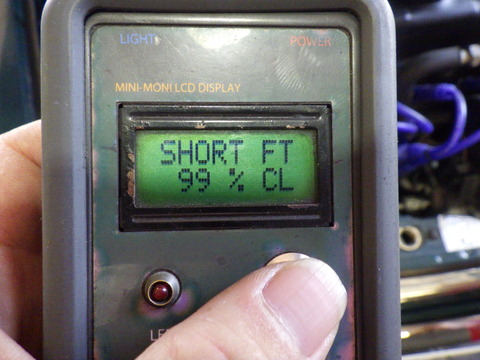 LIGHT
POWER
MINI-MONI LCD DISPLAY
SHORT FT
99 % CL